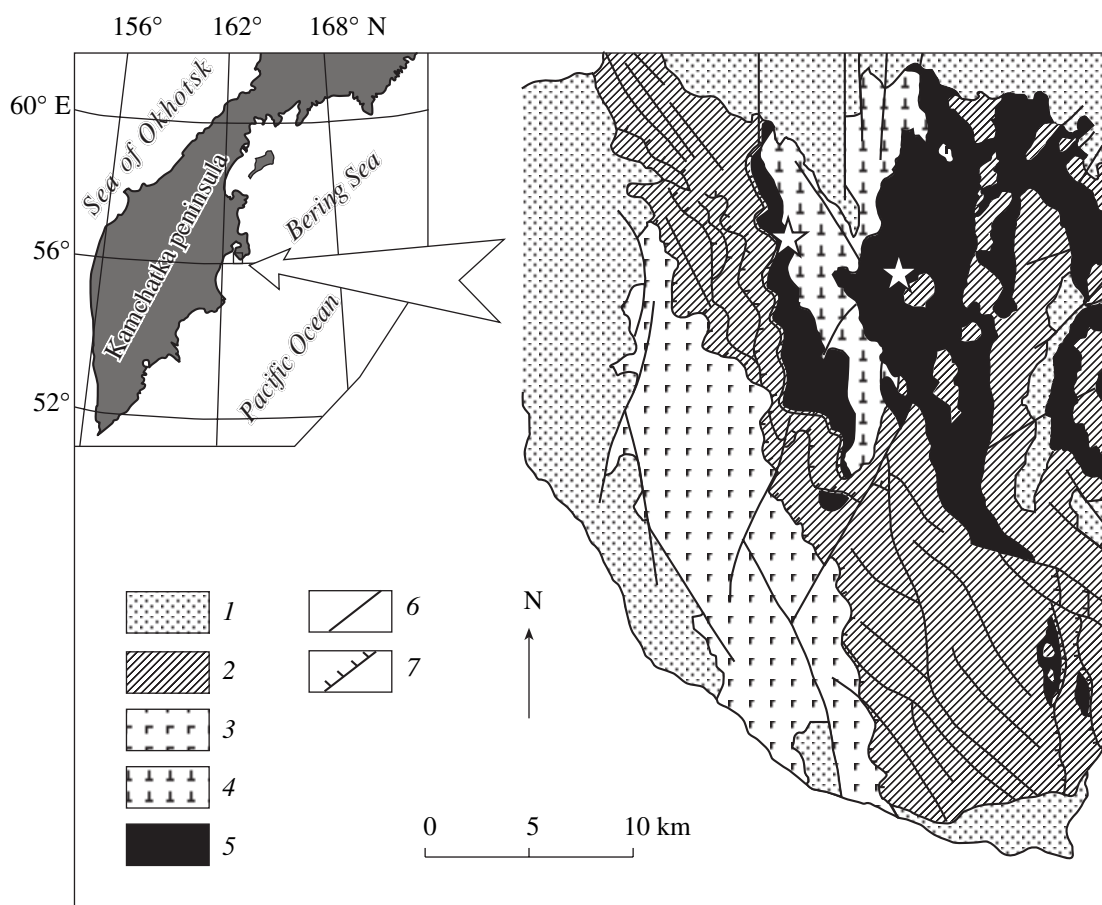 156° 162° 168° N
60° E
56°
52°
Sea of Okhotsk
Kamchatka peninsula
Bering Sea
Pacific Ocean
1
2
3
4
5
6
7
N
0 5 10 km